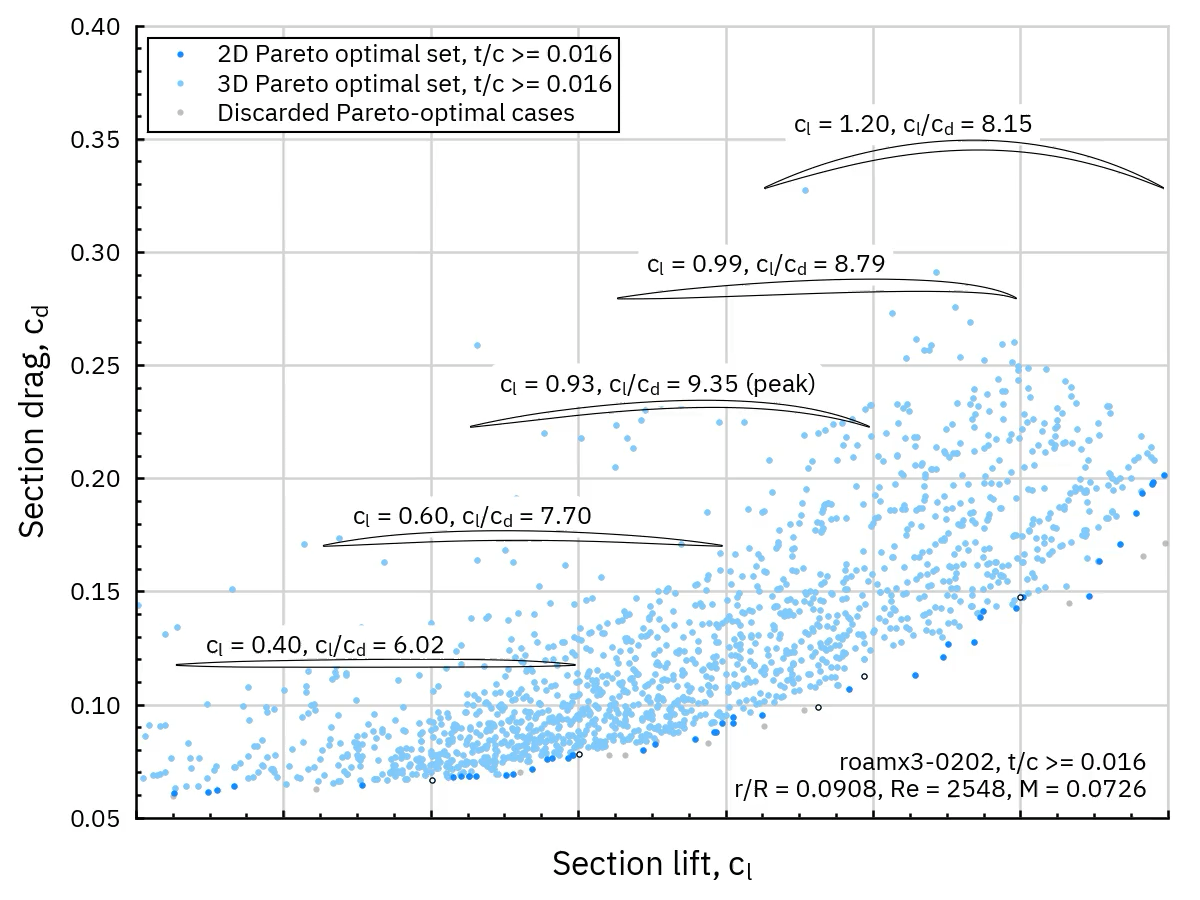 0.40
2D Pareto optimal set, t/c >= 0.016
3D Pareto optimal set, t/c >= 0.016
Discarded Pareto-optimal cases
cl = 1.20, cl/cd = 8.15
0.35
cl = 0.99, cl/cd = 8.79
0.30
0.25
cl = 0.93, cl/cd = 9.35 (peak)
0.20
cl = 0.60, cl/cd = 7.70
0.15
cl = 0.40, cl/cd = 6.02
0.10
roamx3-0202, t/c >= 0.016
r/R = 0.0908, Re = 2548, M = 0.0726
0.05
Section drag, cd
Section lift, cl